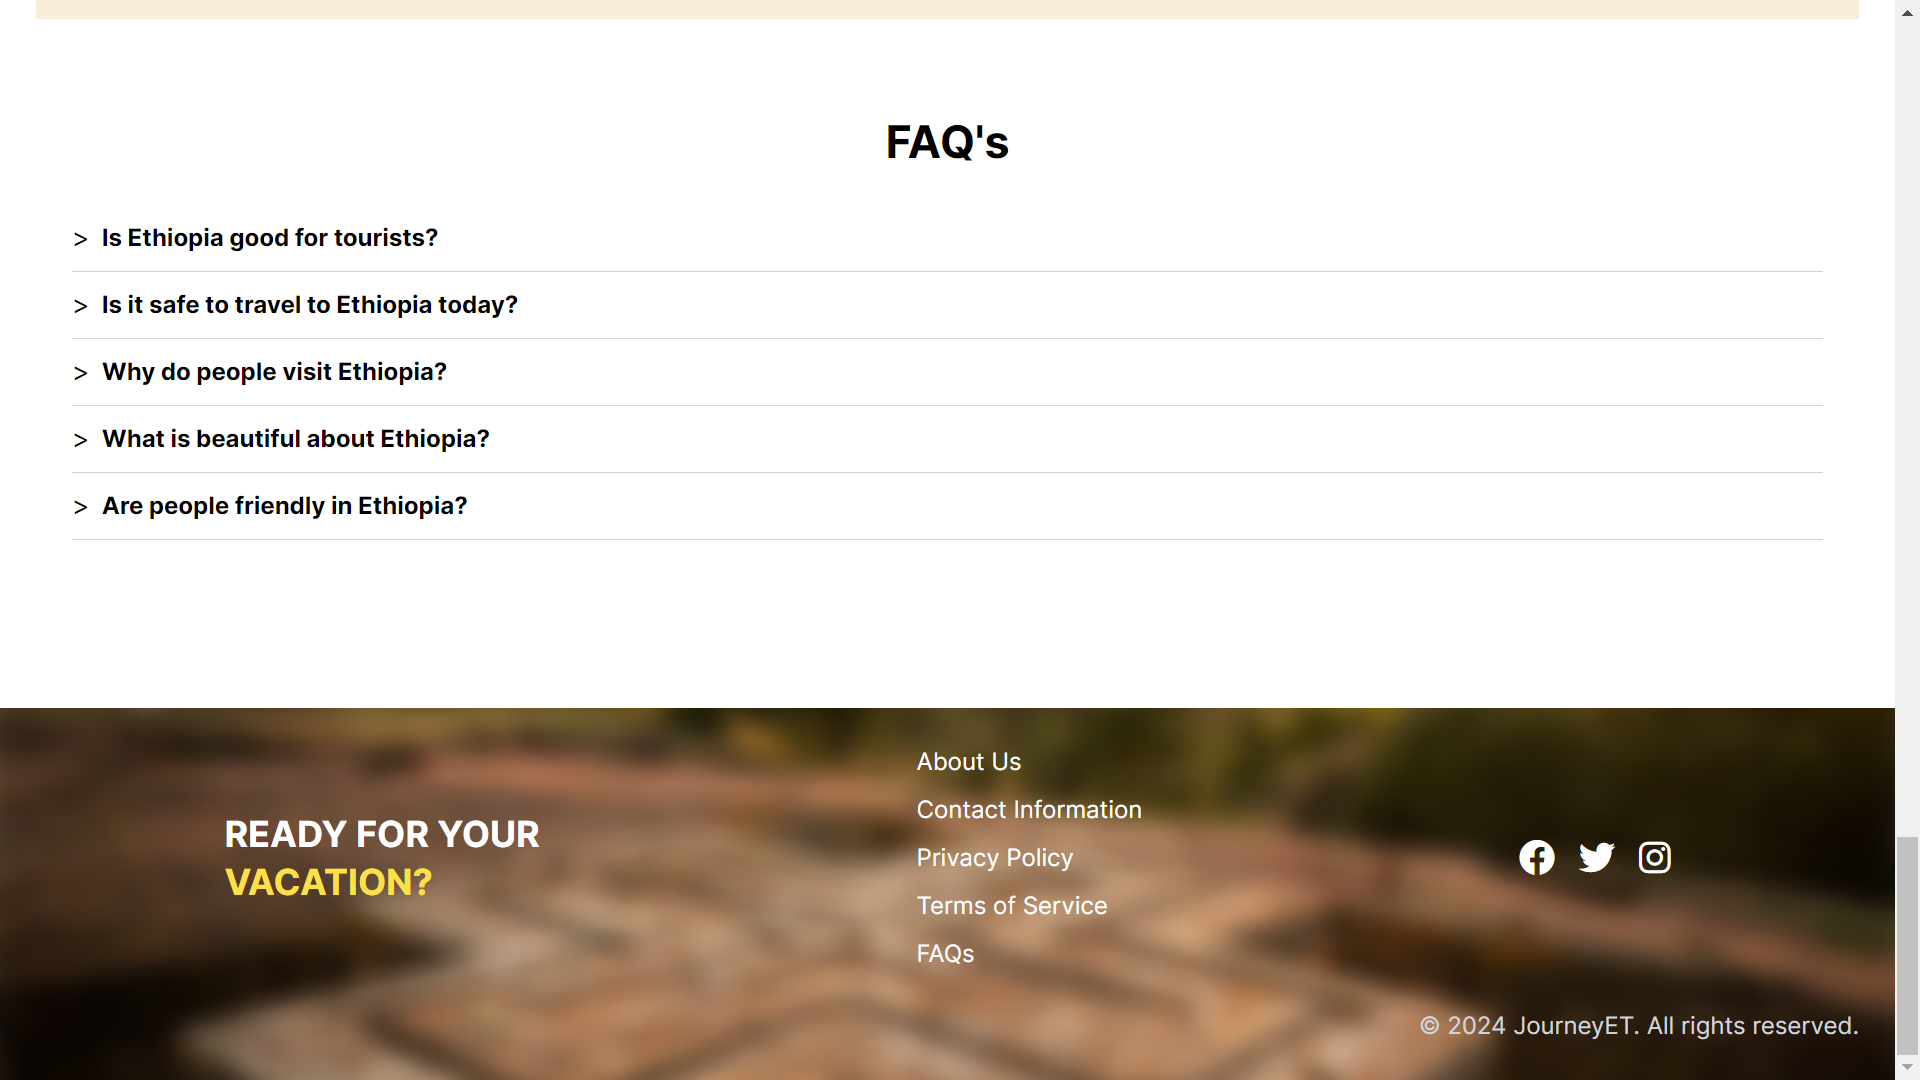 FAQ's
> Is Ethiopia good for tourists?
> Is it safe to travel to Ethiopia today?
> Why do people visit Ethiopia?
> What is beautiful about Ethiopia?
> Are people friendly in Ethiopia?
READY FOR YOUR
VACATION?
About Us
Contact Information
Privacy Policy
Terms of Service
FAQs
© 2024 JourneyET. All rights reserved.